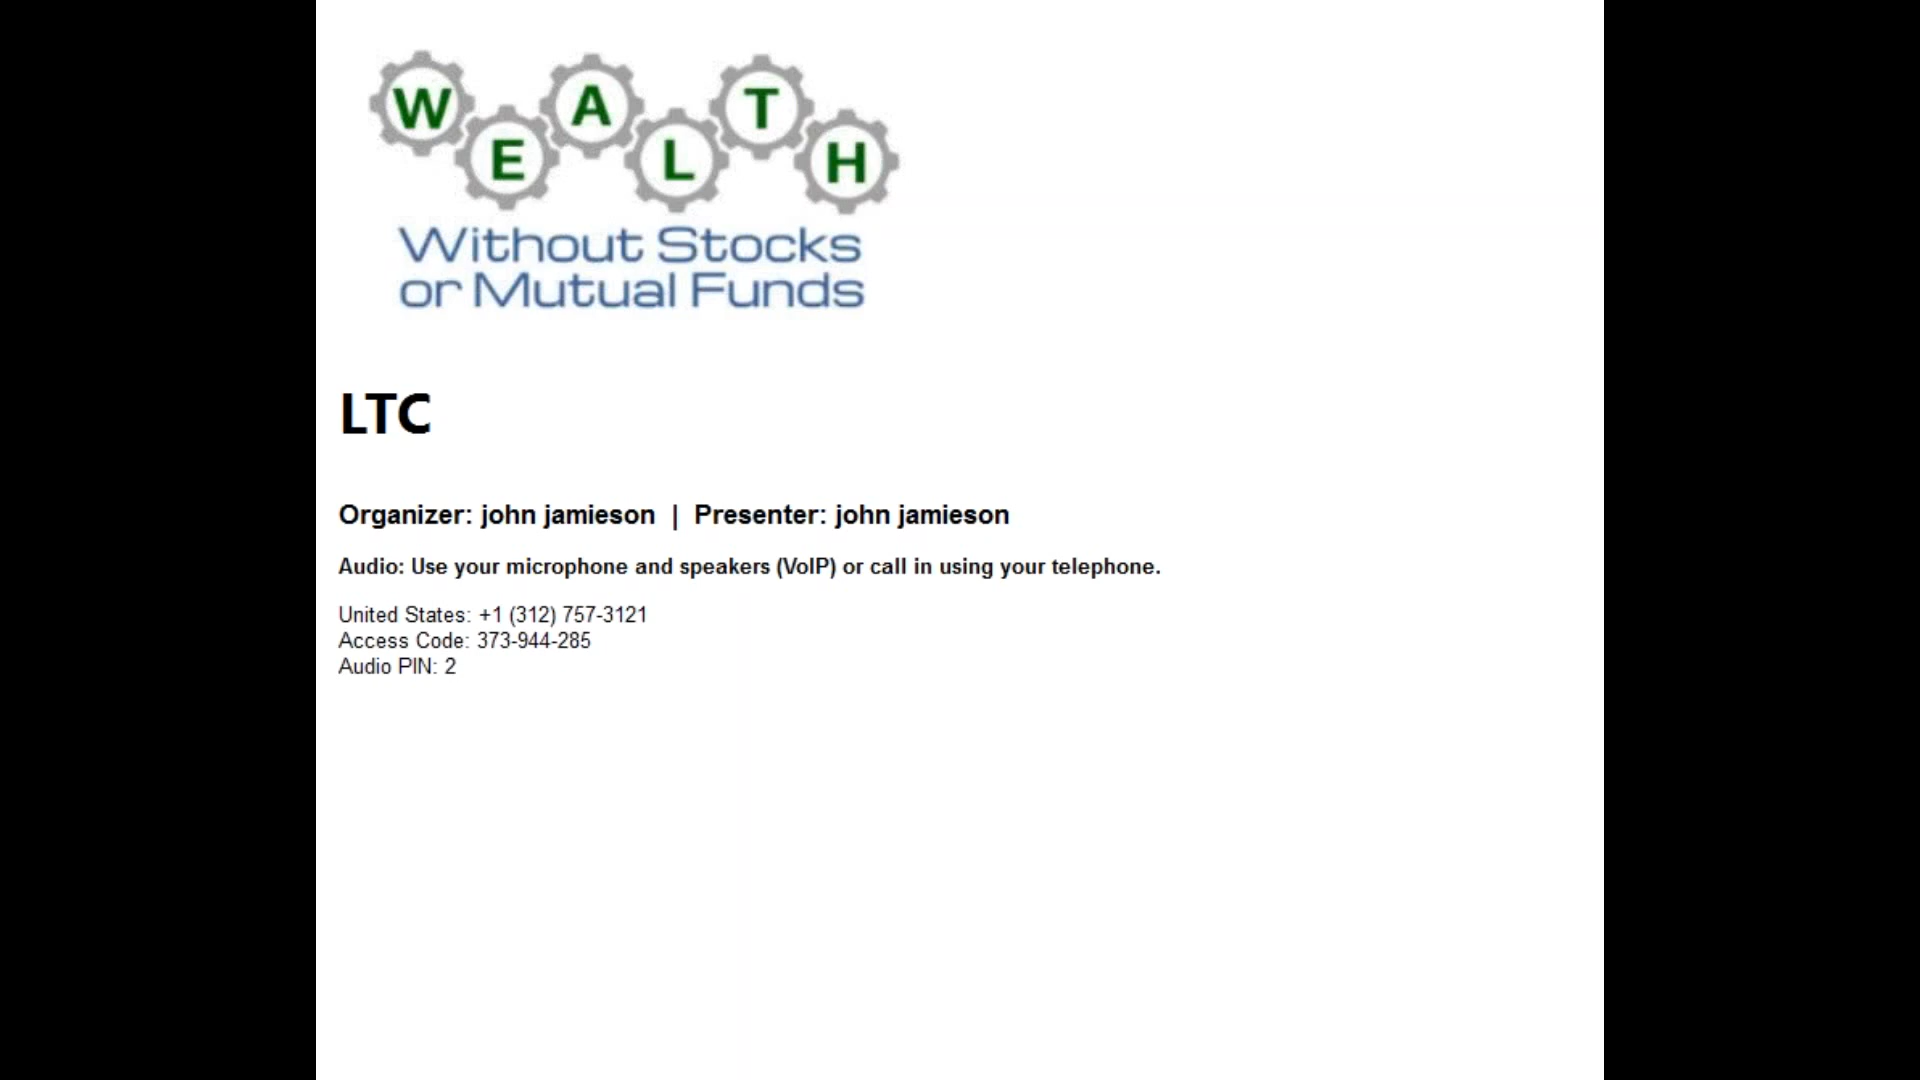 WEALTH
Without Stocks
or Mutual Funds
LTC
Organizer: john jamieson | Presenter: john jamieson
Audio: Use your microphone and speakers (VoIP) or call in using your telephone.
United States: +1 (312) 757-3121
Access Code: 373-944-285
Audio PIN: 2